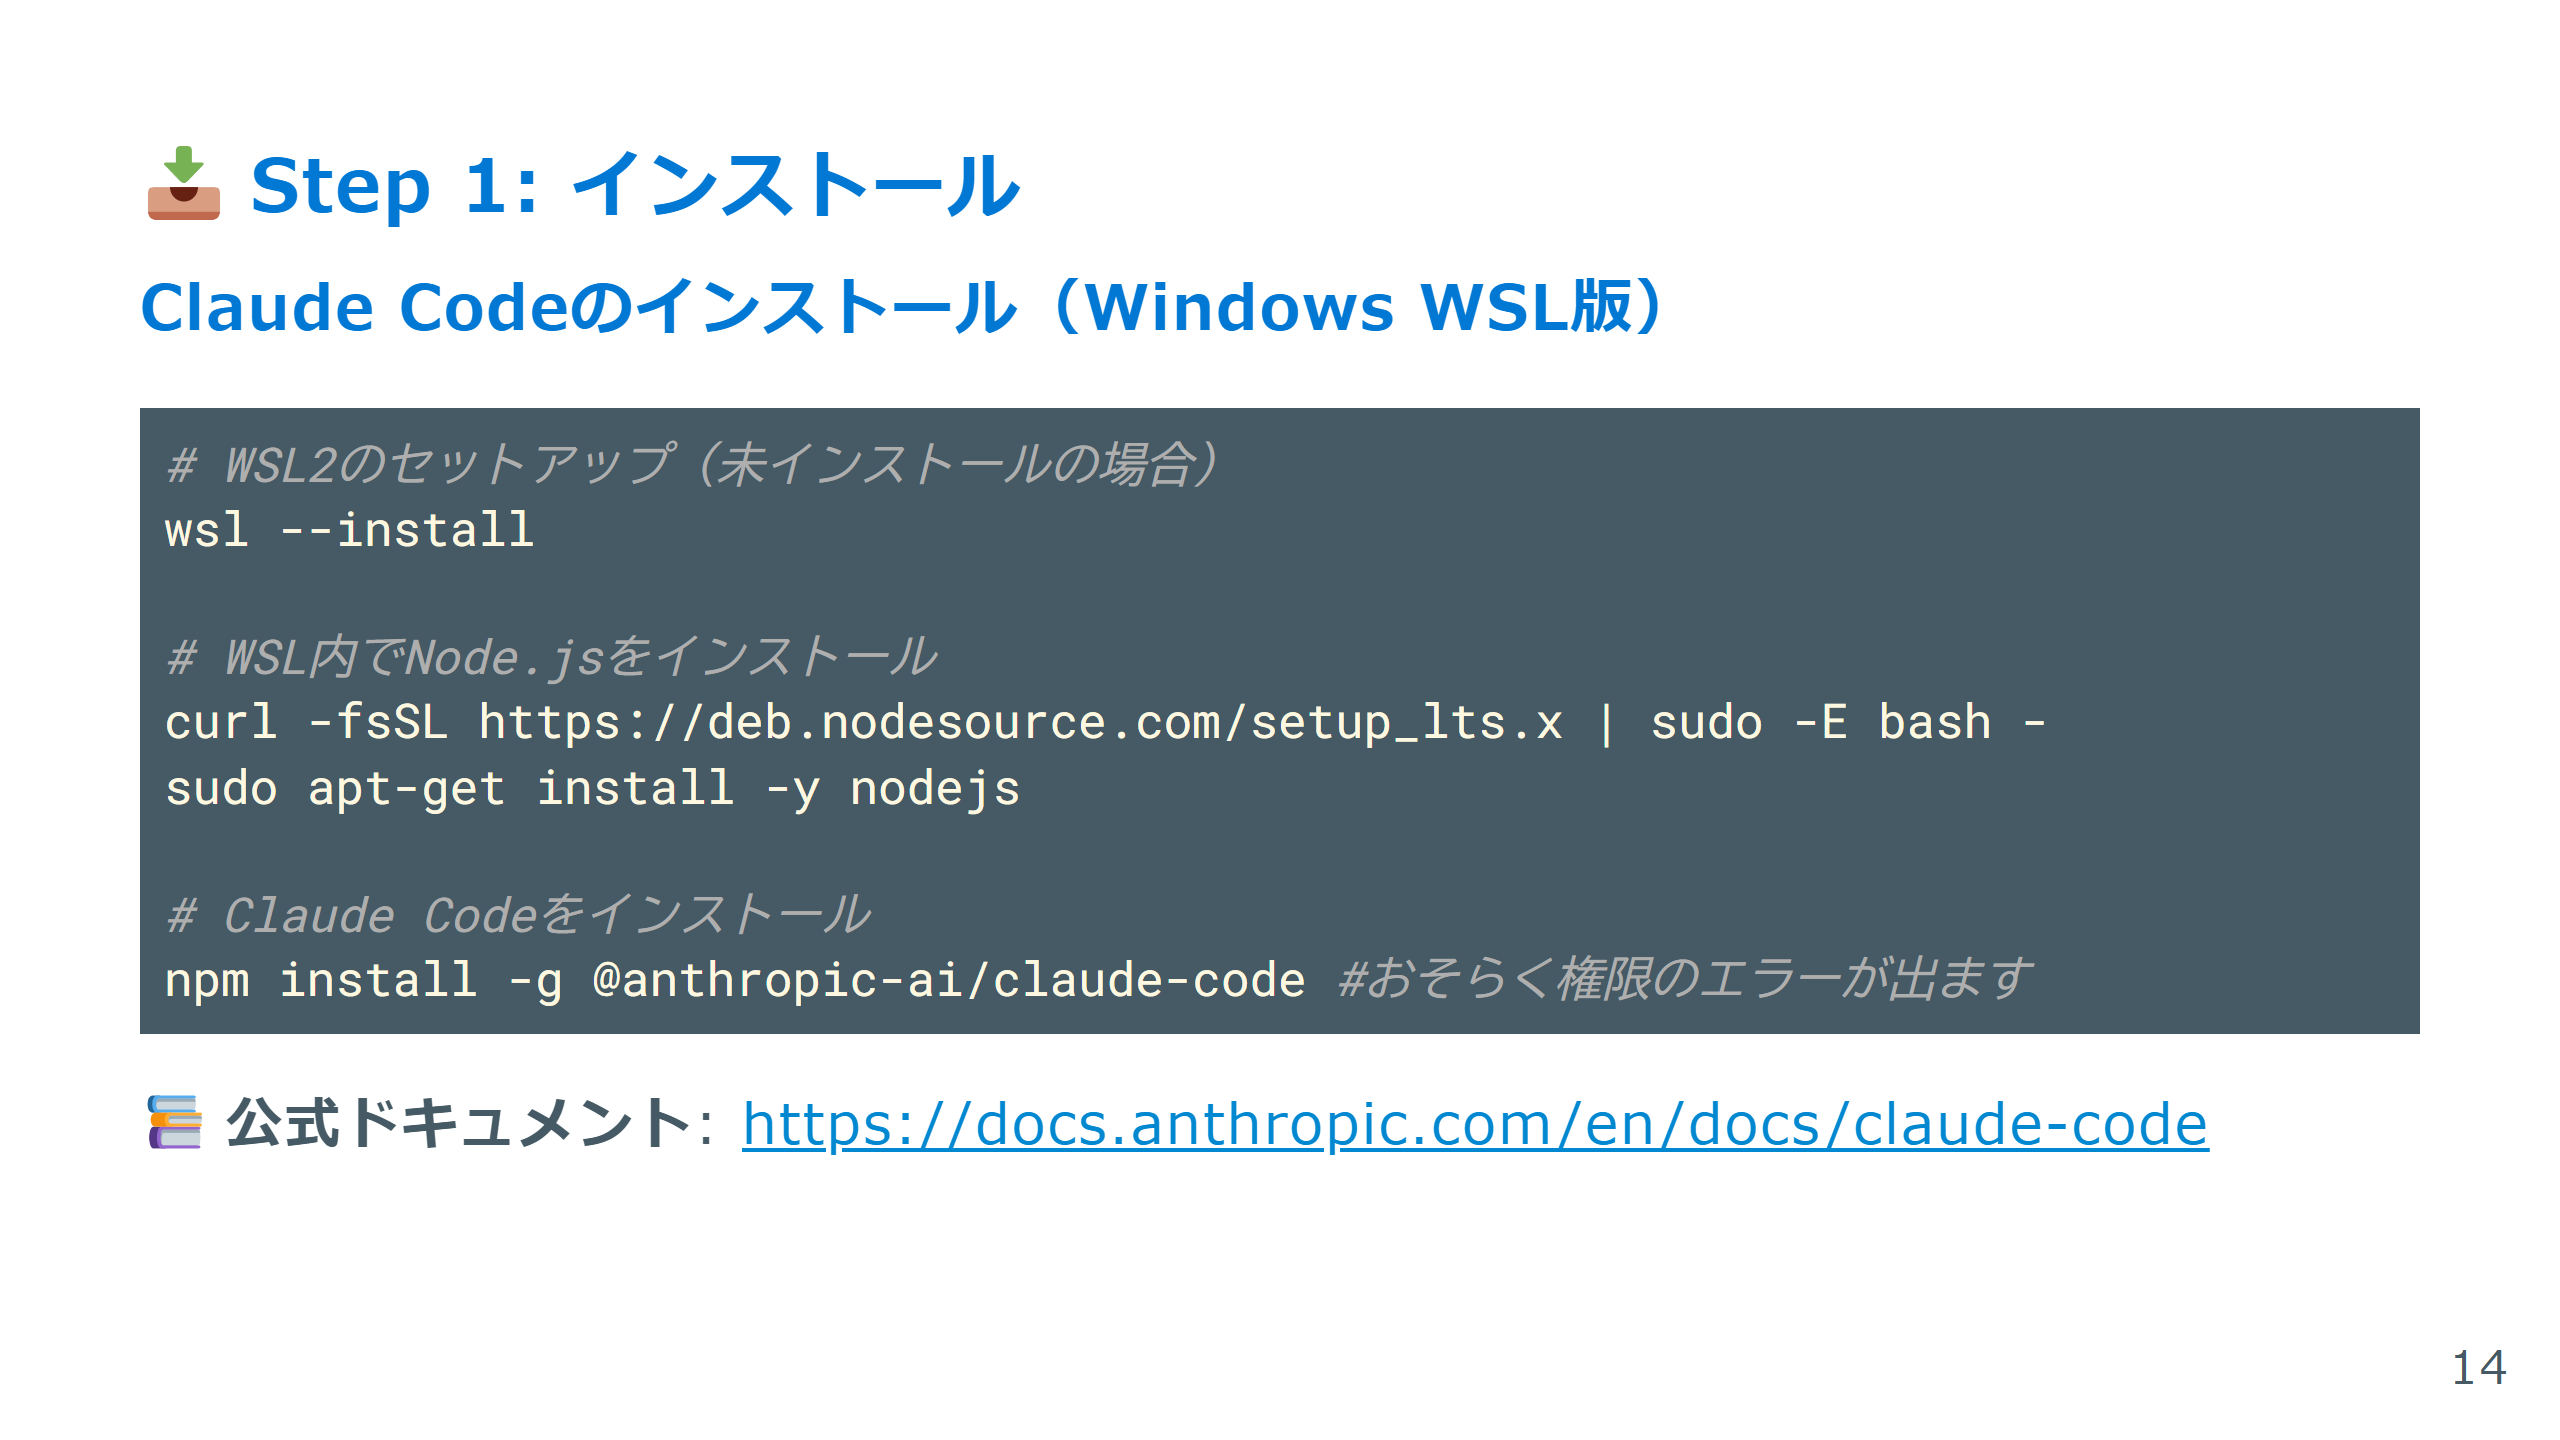 📥 Step 1: インストール
Claude Codeのインストール（Windows WSL版）
# WSL2のセットアップ（未インストールの場合）
wsl --install
# WSL内でNode.jsをインストール
curl -fsSL https://deb.nodesource.com/setup_lts.x | sudo -E bash -
sudo apt-get install -y nodejs
# Claude Codeをインストール
npm install -g @anthropic-ai/claude-code #おそらく権限のエラーが出ます
📚 公式ドキュメント: https://docs.anthropic.com/en/docs/claude-code
14